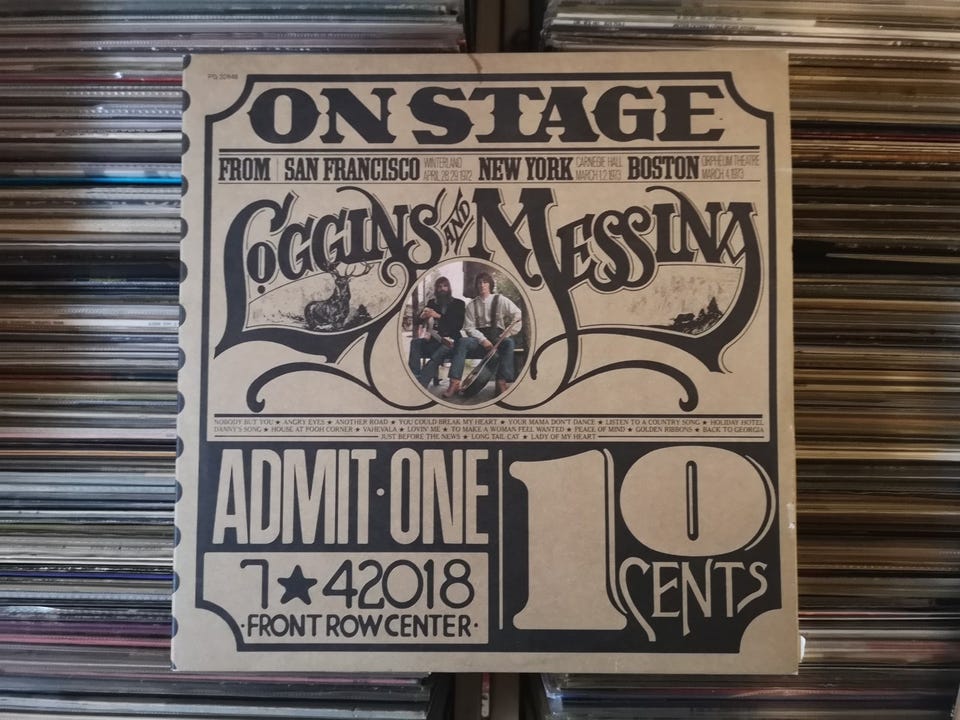 PG 32848
ON STAGE
FROM SAN FRANCISCO WINTERLAND APRIL 28,29 1972 NEW YORK CARNEGIE HALL MARCH 1,2 1973 BOSTON ORPHEUM THEATRE MARCH 4, 1973
LOGGINS AND MESSINA
NOBODY BUT YOU ★ ANGRY EYES ★ ANOTHER ROAD ★ YOU COULD BREAK MY HEART ★ YOUR MAMA DON'T DANCE ★ LISTEN TO A COUNTRY SONG ★ HOLIDAY HOTEL
DANNY'S SONG ★ HOUSE AT POOH CORNER ★ VAHEVALA ★ LOVIN' ME ★ TO MAKE A WOMAN FEEL WANTED ★ PEACE OF MIND ★ GOLDEN RIBBONS ★ BACK TO GEORGIA
JUST BEFORE THE NEWS ★ LONG TAIL CAT ★ LADY OF MY HEART
ADMIT·ONE
7★42018
·FRONT ROW CENTER·
10 CENTS